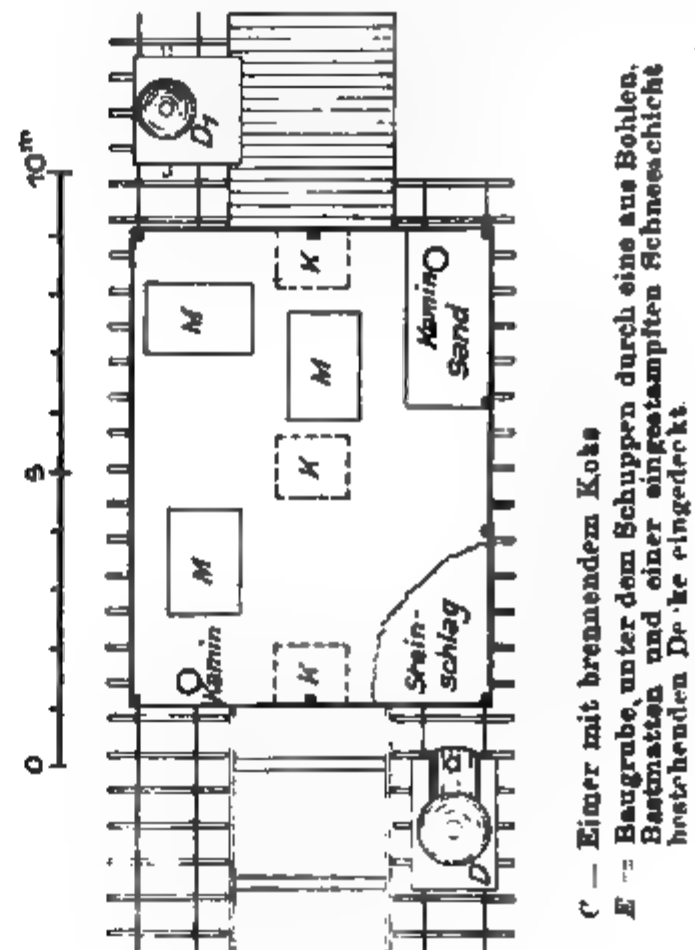 0 5 10m
D1
K
M
Kamin
Sand
M
K
M
Kamin
K
Stein-
schlag
D
C — Eimer mit brennendem Koks
E = Baugrube, unter dem Schuppen durch eine aus Bohlen,
Bastmatten und einer eingestampften Schneeschicht
bestehenden Decke eingedeckt.